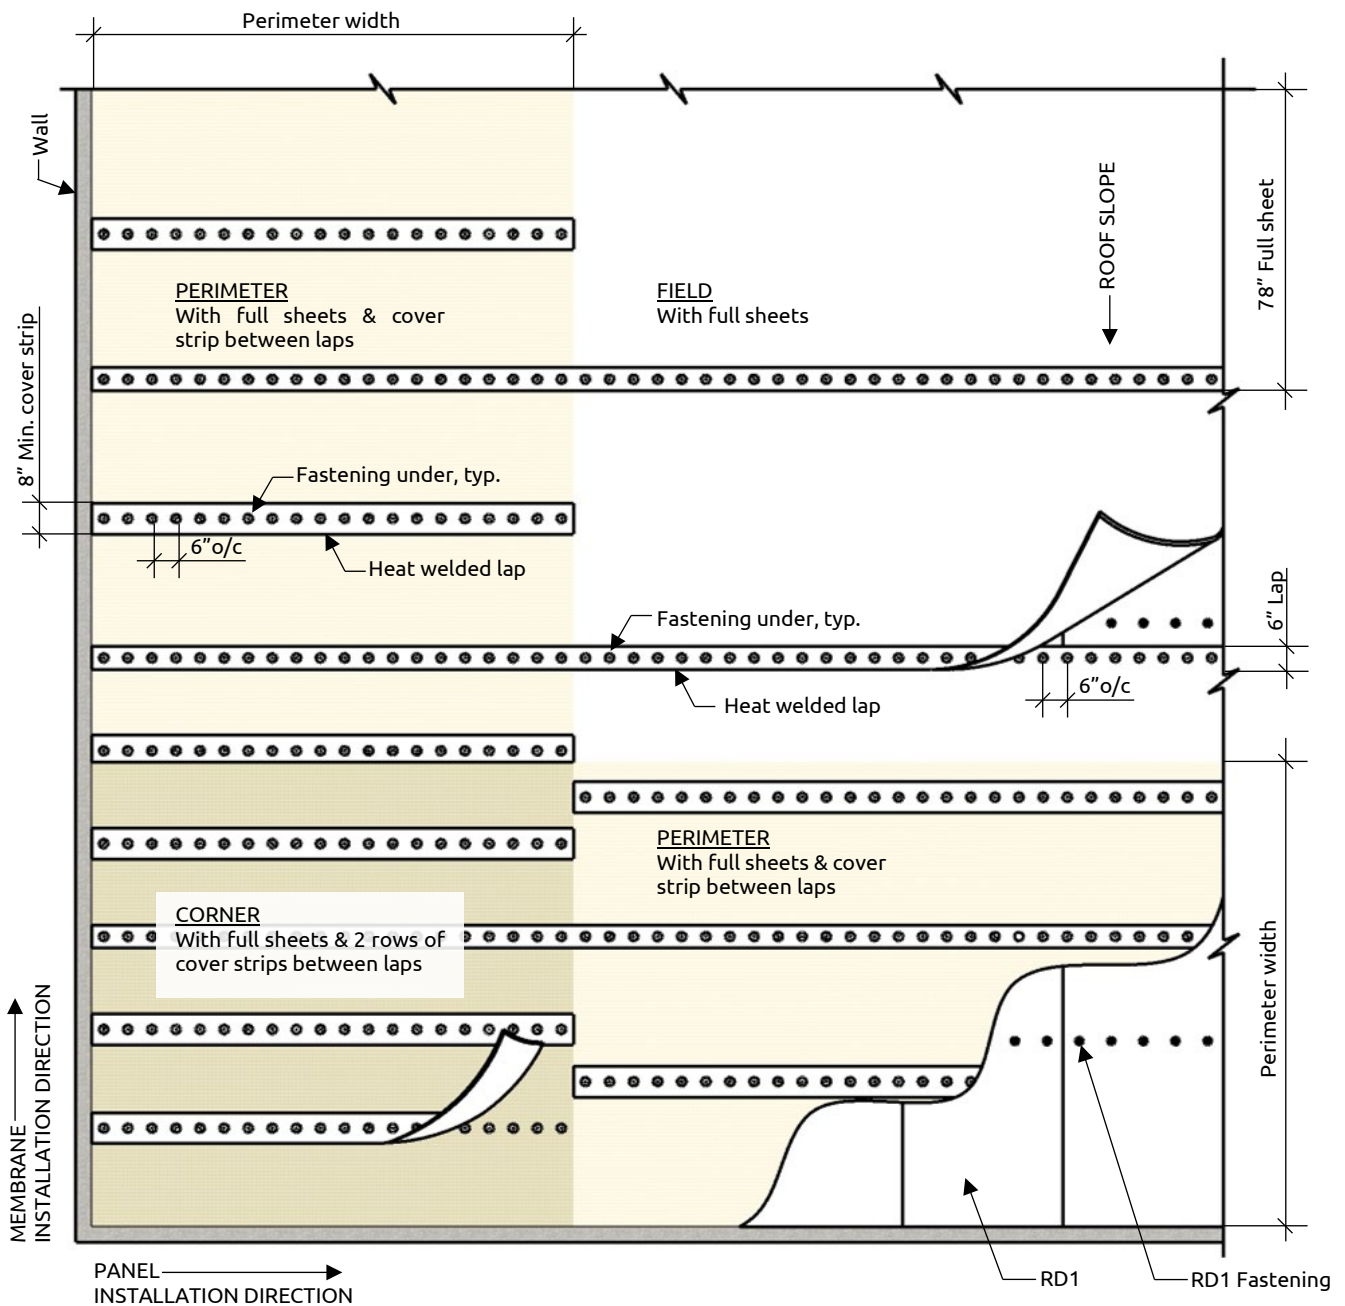 Perimeter width
Wall
ROOF SLOPE
78” Full sheet
PERIMETER
With full sheets & cover
strip between laps
FIELD
With full sheets
8” Min. cover strip
Fastening under, typ.
6”o/c
Heat welded lap
Fastening under, typ.
6” Lap
6”o/c
Heat welded lap
PERIMETER
With full sheets & cover
strip between laps
CORNER
With full sheets & 2 rows of
cover strips between laps
Perimeter width
MEMBRANE
INSTALLATION DIRECTION
PANEL
INSTALLATION DIRECTION
RD1
RD1 Fastening